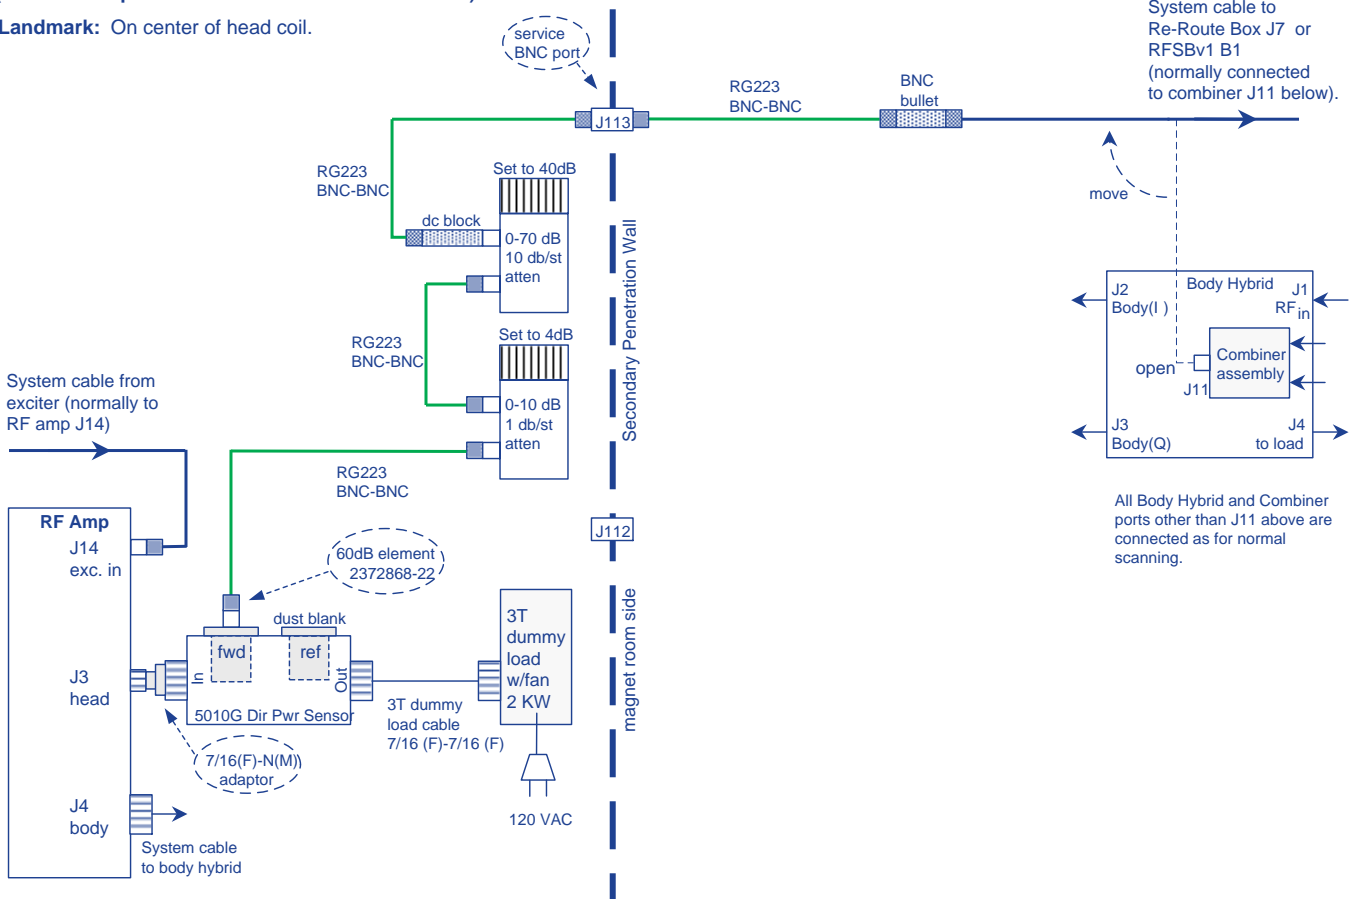 Landmark: On center of head coil.
service
BNC port
System cable to
Re-Route Box J7 or
RFSBv1 B1
(normally connected
to combiner J11 below).
RG223
BNC-BNC
BNC
bullet
J113
RG223
BNC-BNC
Set to 40dB
dc block
0-70 dB
10 db/st
atten
move
Secondary Penetration Wall
Body Hybrid
J2
Body(I )
J1
RF in
Combiner
assembly
open
J11
J3
Body(Q)
J4
to load
RG223
BNC-BNC
Set to 4dB
0-10 dB
1 db/st
atten
System cable from
exciter (normally to
RF amp J14)
RG223
BNC-BNC
All Body Hybrid and Combiner
ports other than J11 above are
connected as for normal
scanning.
J112
RF Amp
J14
exc. in
60dB element
2372868-22
dust blank
fwd
ref
In
Out
5010G Dir Pwr Sensor
3T
dummy
load
w/fan
2 KW
magnet room side
J3
head
3T dummy
load cable
7/16 (F)-7/16 (F)
7/16(F)-N(M)
adaptor
J4
body
120 VAC
System cable
to body hybrid